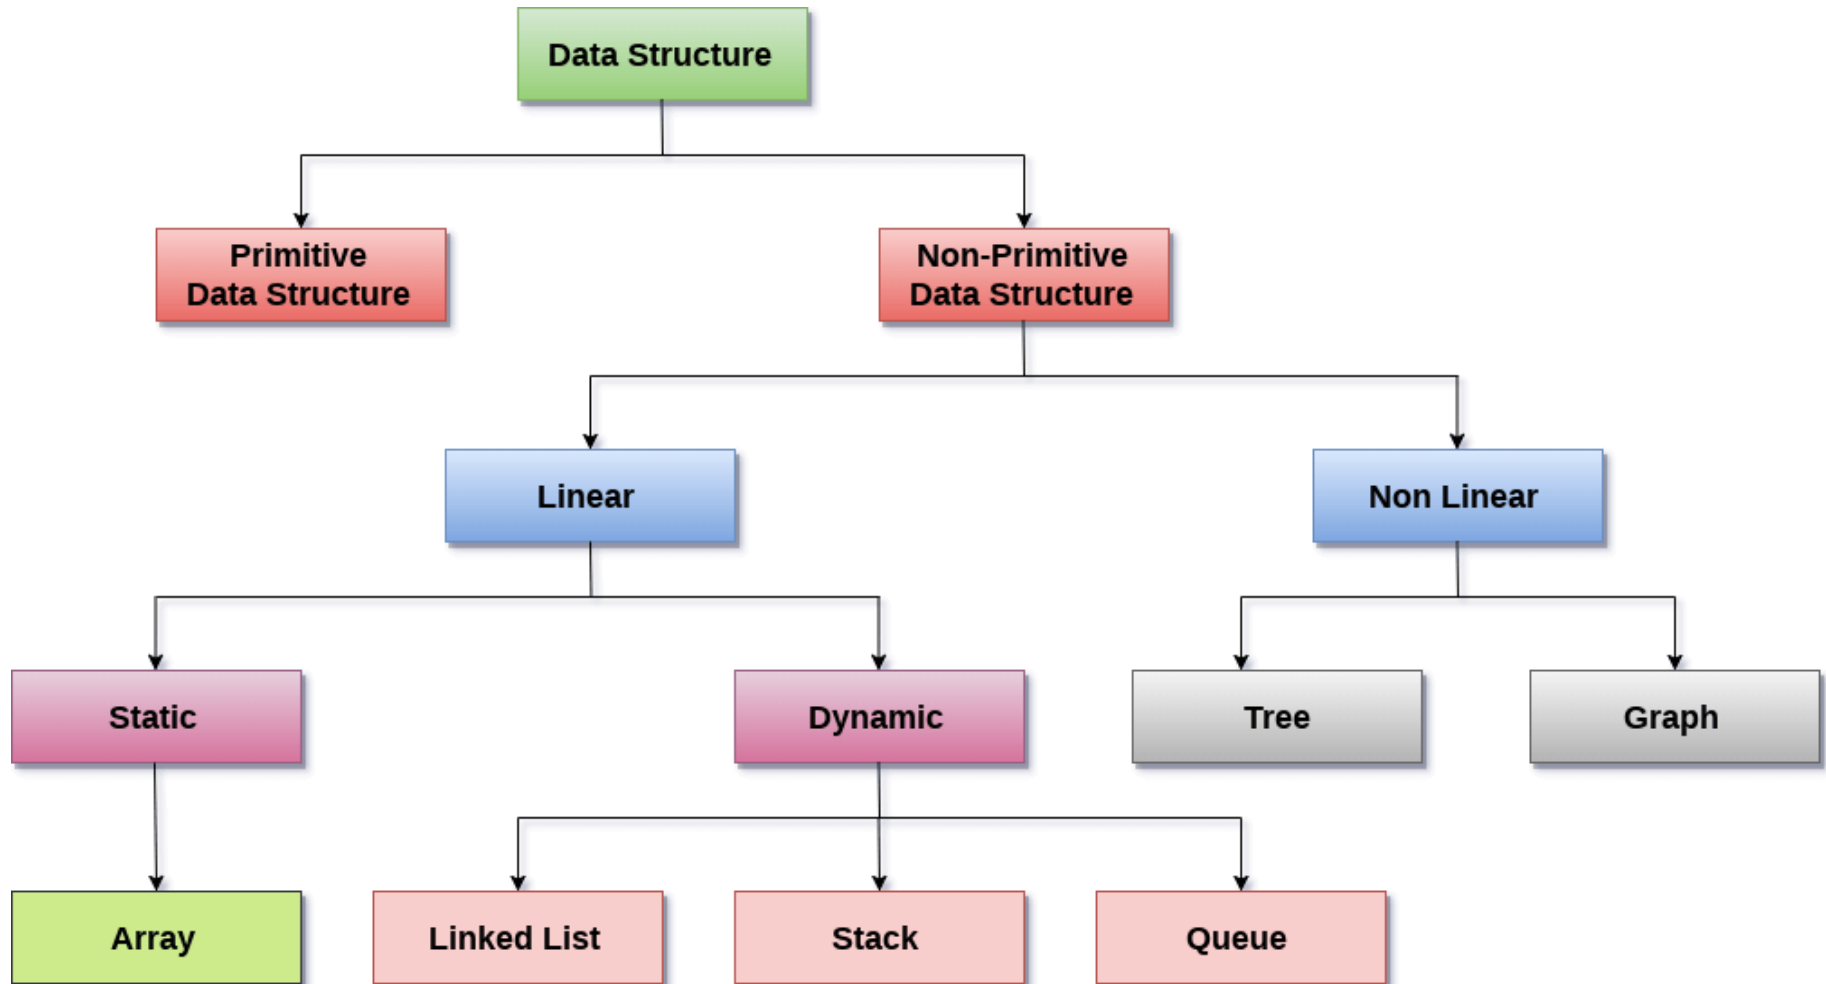 Data Structure
Primitive
Data Structure
Non-Primitive
Data Structure
Linear
Non Linear
Static
Dynamic
Tree
Graph
Array
Linked List
Stack
Queue